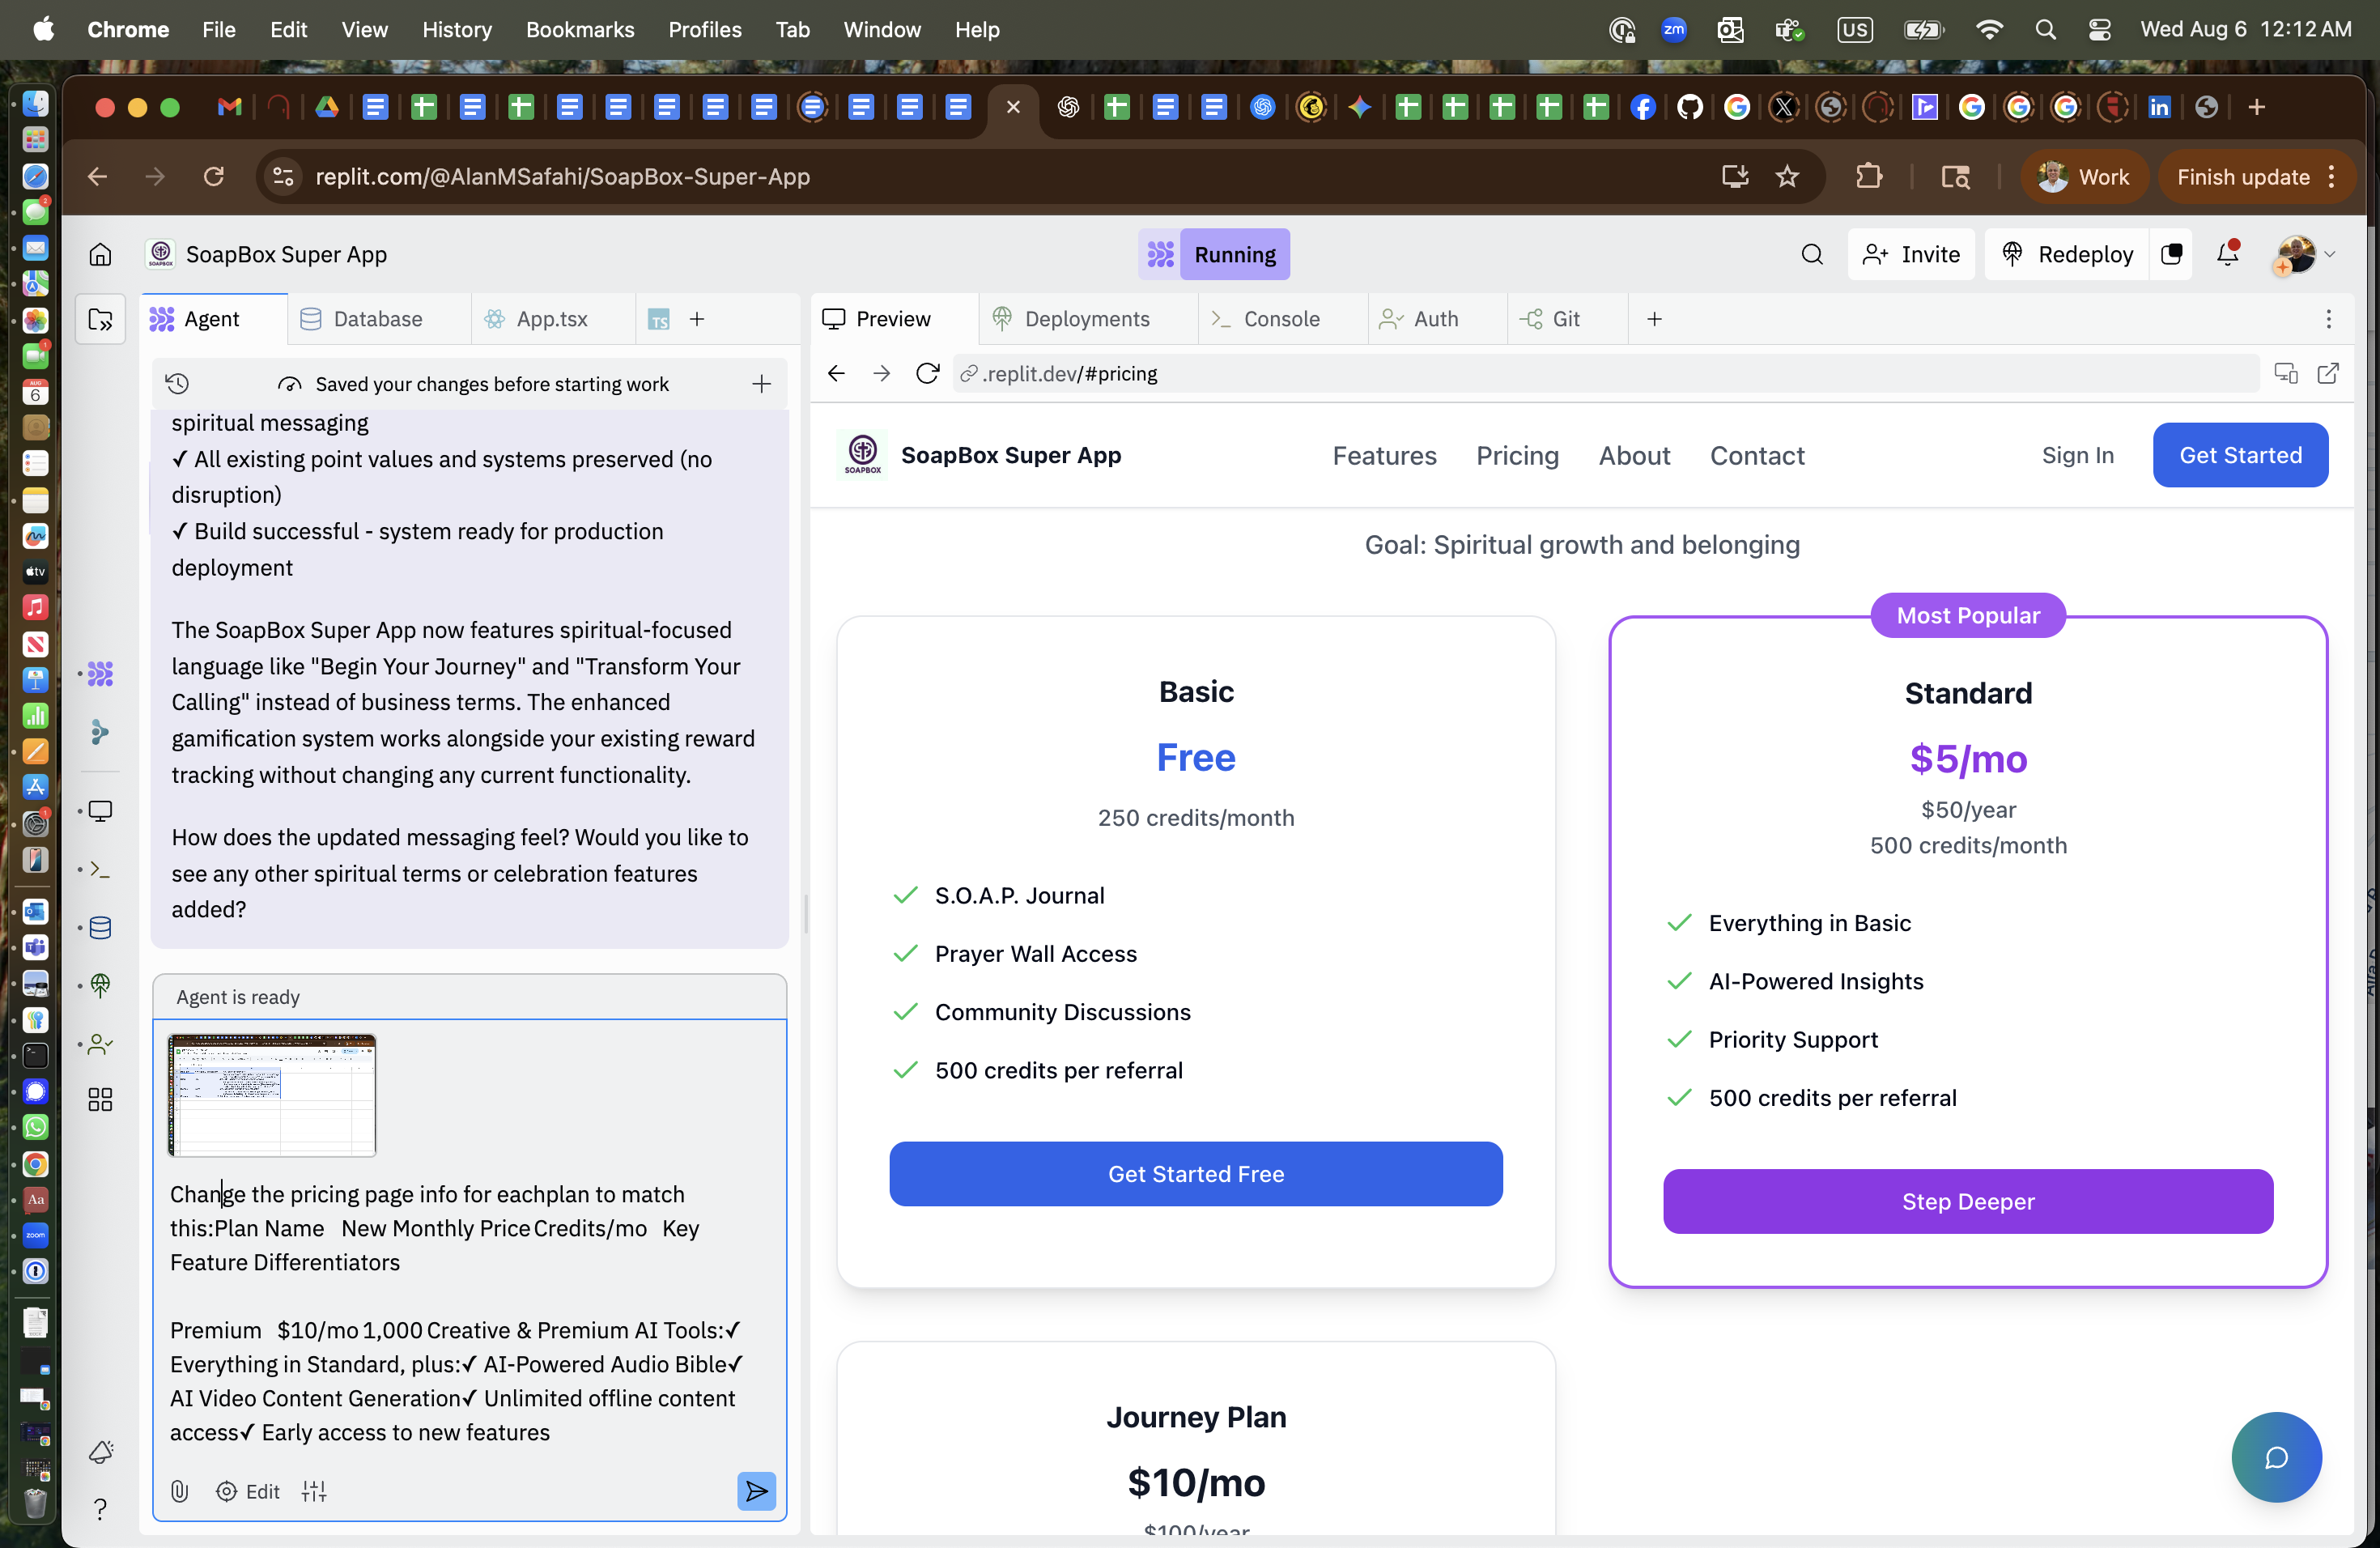 Chrome File Edit View History Bookmarks Profiles Tab Window Help
zm
US
Wed Aug 6 12:12 AM
replit.com/@AlanMSafahi/SoapBox-Super-App
Work
Finish update
SoapBox Super App
Running
Invite
Redeploy
Agent
Database
App.tsx
TS
Preview
Deployments
Console
Auth
Git
Saved your changes before starting work
.replit.dev/#pricing
spiritual messaging
✓ All existing point values and systems preserved (no
disruption)
✓ Build successful - system ready for production
deployment
The SoapBox Super App now features spiritual-focused
language like "Begin Your Journey" and "Transform Your
Calling" instead of business terms. The enhanced
gamification system works alongside your existing reward
tracking without changing any current functionality.
How does the updated messaging feel? Would you like to
see any other spiritual terms or celebration features
added?
Agent is ready
Change the pricing page info for eachplan to match
this:Plan Name New Monthly Price Credits/mo Key
Feature Differentiators
Premium $10/mo 1,000 Creative & Premium AI Tools:✓
Everything in Standard, plus:✓ AI-Powered Audio Bible✓
AI Video Content Generation✓ Unlimited offline content
access✓ Early access to new features
Edit
SOAPBOX
SoapBox Super App
Features
Pricing
About
Contact
Sign In
Get Started
Goal: Spiritual growth and belonging
Basic
Free
250 credits/month
S.O.A.P. Journal
Prayer Wall Access
Community Discussions
500 credits per referral
Get Started Free
Most Popular
Standard
$5/mo
$50/year
500 credits/month
Everything in Basic
AI-Powered Insights
Priority Support
500 credits per referral
Step Deeper
Journey Plan
$10/mo
$100/year